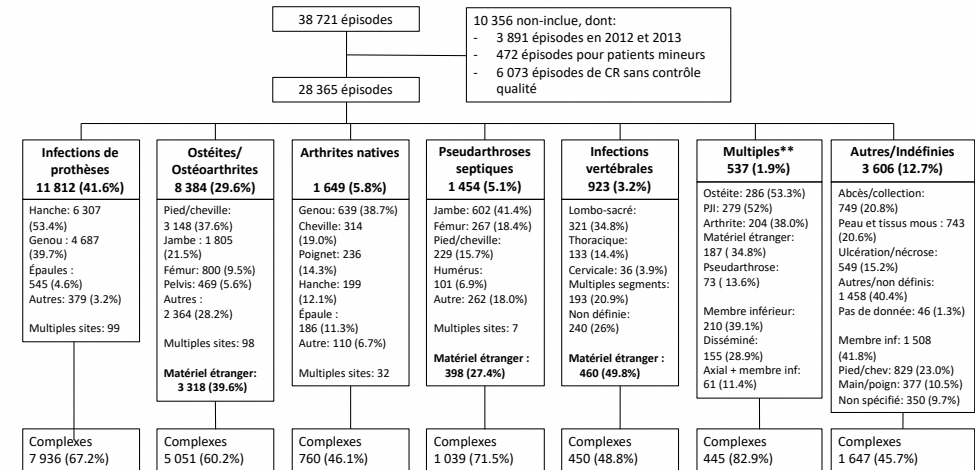 38 721 épisodes
10 356 non-inclue, dont:
- 3 891 épisodes en 2012 et 2013
- 472 épisodes pour patients mineurs
- 6 073 épisodes de CR sans contrôle
qualité
28 365 épisodes
Infections de
prothèses
11 812 (41.6%)
Hanche: 6 307
(53.4%)
Genou : 4 687
(39.7%)
Épaules :
545 (4.6%)
Autres: 379 (3.2%)
Multiples sites: 99
Complexes
7 936 (67.2%)
Ostéites/
Ostéoarthrites
8 384 (29.6%)
Pied/cheville:
3 148 (37.6%)
Jambe : 1 805
(21.5%)
Fémur: 800 (9.5%)
Pelvis: 469 (5.6%)
Autres :
2 364 (28.2%)
Multiples sites: 98
Matériel étranger:
3 318 (39.6%)
Complexes
5 051 (60.2%)
Arthrites natives
1 649 (5.8%)
Genou: 639 (38.7%)
Cheville: 314
(19.0%)
Poignet: 236
(14.3%)
Hanche: 199
(12.1%)
Épaule :
186 (11.3%)
Autre: 110 (6.7%)
Multiples sites: 32
Complexes
760 (46.1%)
Pseudarthroses
septiques
1 454 (5.1%)
Jambe: 602 (41.4%)
Fémur: 267 (18.4%)
Pied/cheville:
229 (15.7%)
Humérus:
101 (6.9%)
Autre: 262 (18.0%)
Multiples sites: 7
Matériel étranger :
398 (27.4%)
Complexes
1 039 (71.5%)
Infections
vertébrales
923 (3.2%)
Lombo-sacré:
321 (34.8%)
Thoracique:
133 (14.4%)
Cervicale: 36 (3.9%)
Multiples segments:
193 (20.9%)
Non définie:
240 (26%)
Matériel étranger :
460 (49.8%)
Complexes
450 (48.8%)
Multiples**
537 (1.9%)
Ostéite: 286 (53.3%)
PJI: 279 (52%)
Arthrite: 204 (38.0%)
Matériel étranger:
187 ( 34.8%)
Pseudarthrose:
73 ( 13.6%)
Membre inférieur:
210 (39.1%)
Disséminé:
155 (28.9%)
Axial + membre inf:
61 (11.4%)
Complexes
445 (82.9%)
Autres/Indéfinies
3 606 (12.7%)
Abcès/collection:
749 (20.8%)
Peau et tissus mous : 743
(20.6%)
Ulcération/nécrose:
549 (15.2%)
Autres/non définis:
1 458 (40.4%)
Pas de donnée: 46 (1.3%)
Membre inf: 1 508
(41.8%)
Pied/chev: 829 (23.0%)
Main/poign: 377 (10.5%)
Non spécifié: 350 (9.7%)
Complexes
1 647 (45.7%)